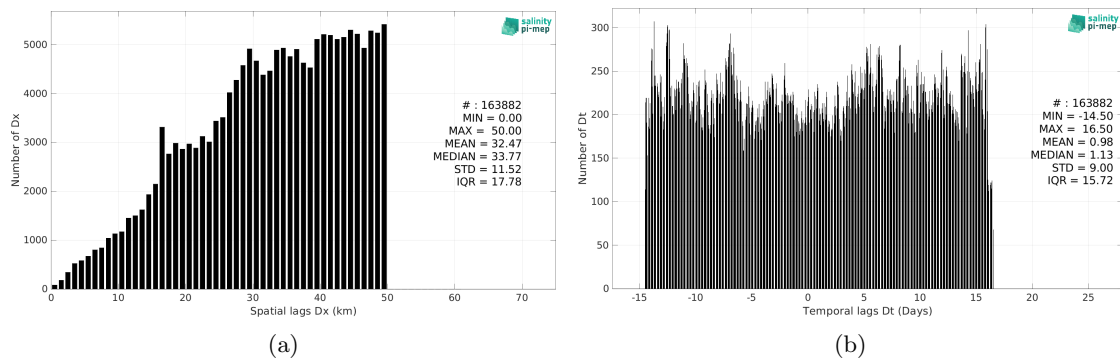 salinity
pi-mep
5000
4000
3000
2000
1000
0
Number of Dx
# : 163882
MIN = 0.00
MAX = 50.00
MEAN = 32.47
MEDIAN = 33.77
STD = 11.52
IQR = 17.78
0 10 20 30 40 50 60 70
Spatial lags Dx (km)
(a)
salinity
pi-mep
300
250
200
150
100
50
0
Number of Dt
# : 163882
MIN = -14.50
MAX = 16.50
MEAN = 0.98
MEDIAN = 1.13
STD = 9.00
IQR = 15.72
-15 -10 -5 0 5 10 15 20 25
Temporal lags Dt (Days)
(b)